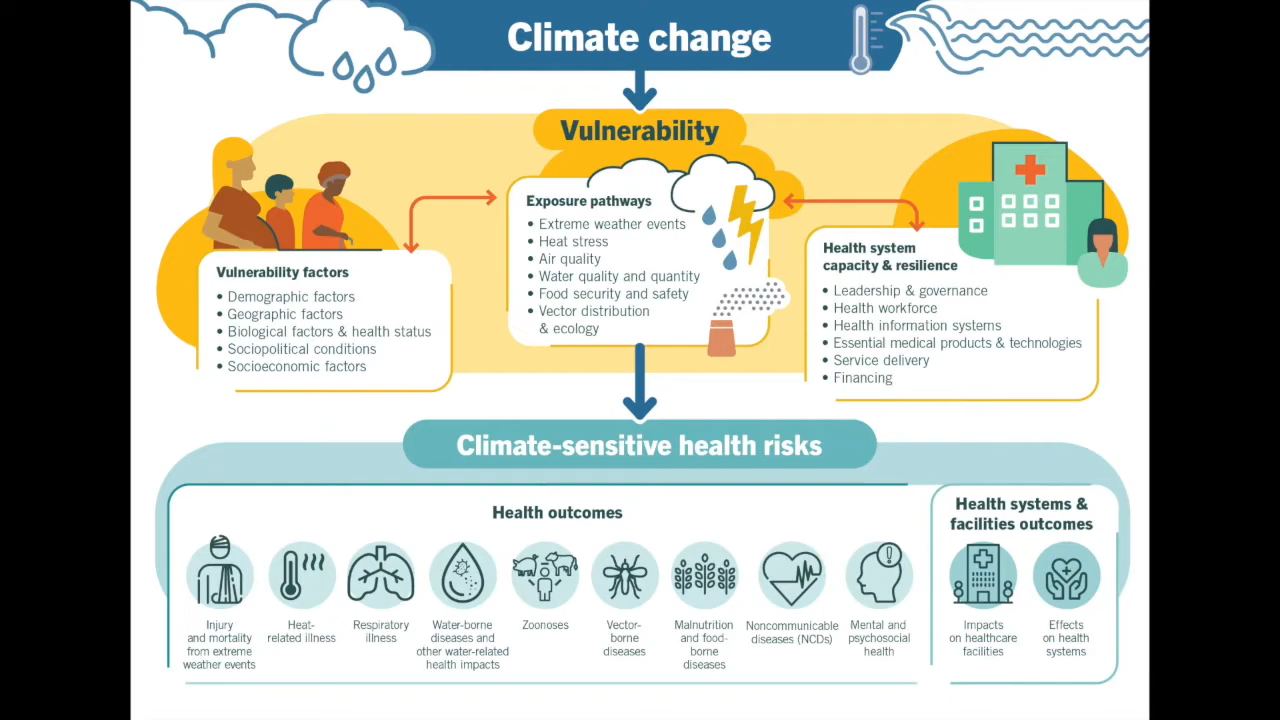 Climate change
Vulnerability
Vulnerability factors
• Demographic factors
• Geographic factors
• Biological factors & health status
• Sociopolitical conditions
• Socioeconomic factors
Exposure pathways
• Extreme weather events
• Heat stress
• Air quality
• Water quality and quantity
• Food security and safety
• Vector distribution
& ecology
Health system
capacity & resilience
• Leadership & governance
• Health workforce
• Health information systems
• Essential medical products & technologies
• Service delivery
• Financing
Climate-sensitive health risks
Health outcomes
Injury
and mortality
from extreme
weather events
Heat-
related illness
Respiratory
illness
Water-borne
diseases and
other water-related
health impacts
Zoonoses
Vector-
borne
diseases
Malnutrition
and food-
borne
diseases
Noncommunicable
diseases (NCDs)
Mental and
psychosocial
health
Health systems &
facilities outcomes
Impacts
on healthcare
facilities
Effects
on health
systems